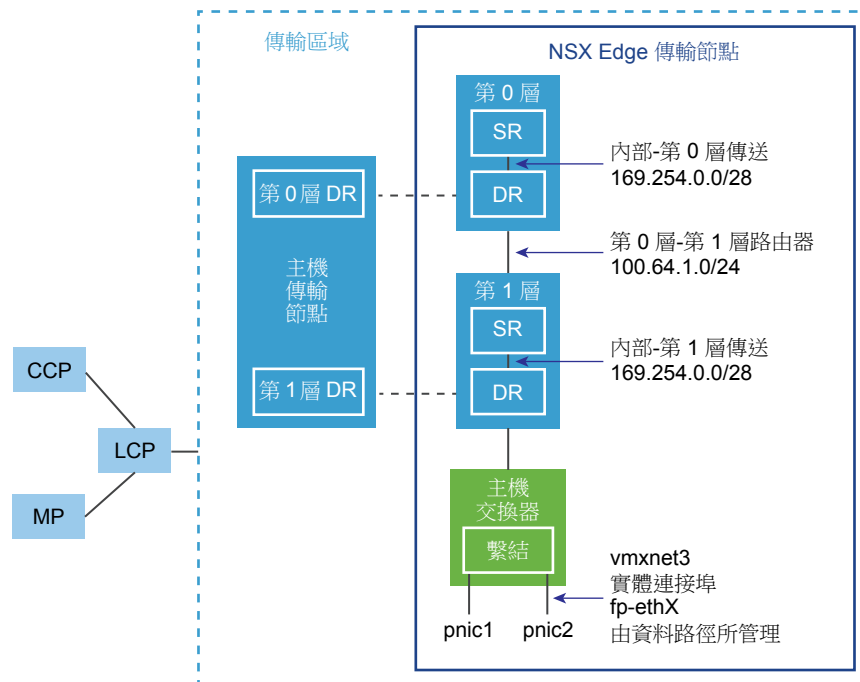 傳輸區域
NSX Edge 傳輸節點
第 0 層
SR
DR
內部-第 0 層傳送
169.254.0.0/28
第 0 層 DR
主機
傳輸
節點
第 1 層 DR
第 0 層-第 1 層路由器
100.64.1.0/24
第 1 層
SR
DR
內部-第 1 層傳送
169.254.0.0/28
CCP
LCP
MP
主機
交換器
繫結
pnic1
pnic2
vmxnet3
實體連接埠
fp-ethX
由資料路徑所管理